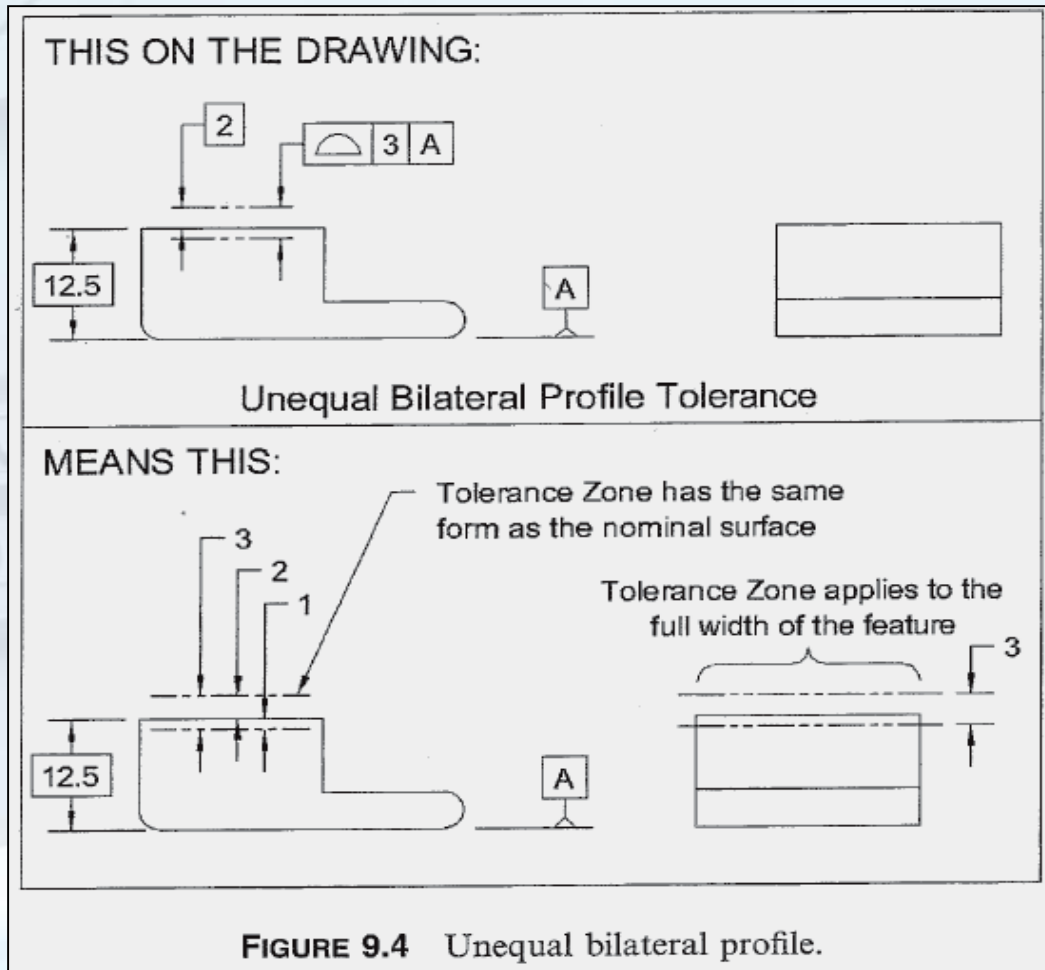 THIS ON THE DRAWING:
2
3 A
12.5
A
Unequal Bilateral Profile Tolerance
MEANS THIS:
Tolerance Zone has the same
form as the nominal surface
3
2
1
Tolerance Zone applies to the
full width of the feature
3
12.5
A
FIGURE 9.4 Unequal bilateral profile.